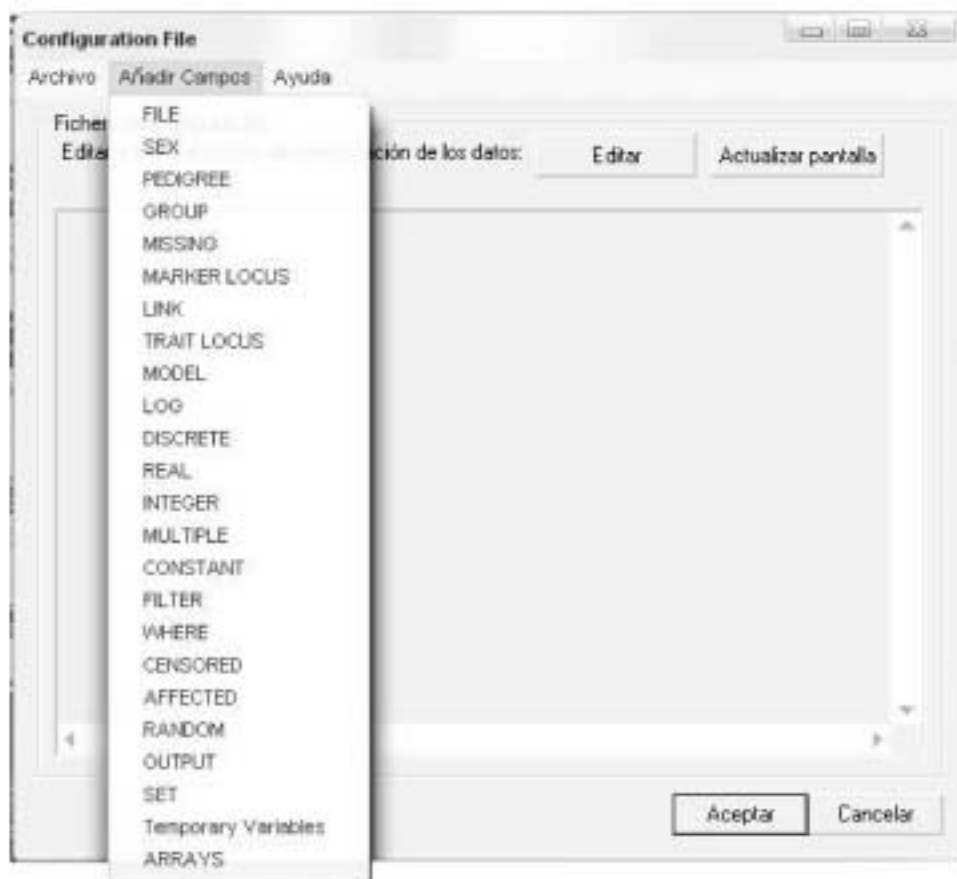 Configuration File
Archivo Añadir Campos Ayuda
Fiche
Edita ción de los datos: Editar Actualizar pantalla
FILE
SEX
PEDIGREE
GROUP
MISSING
MARKER LOCUS
LINK
TRAIT LOCUS
MODEL
LOG
DISCRETE
REAL
INTEGER
MULTIPLE
CONSTANT
FILTER
WHERE
CENSORED
AFFECTED
RANDOM
OUTPUT
SET
Temporary Variables
ARRAYS
Aceptar Cancelar